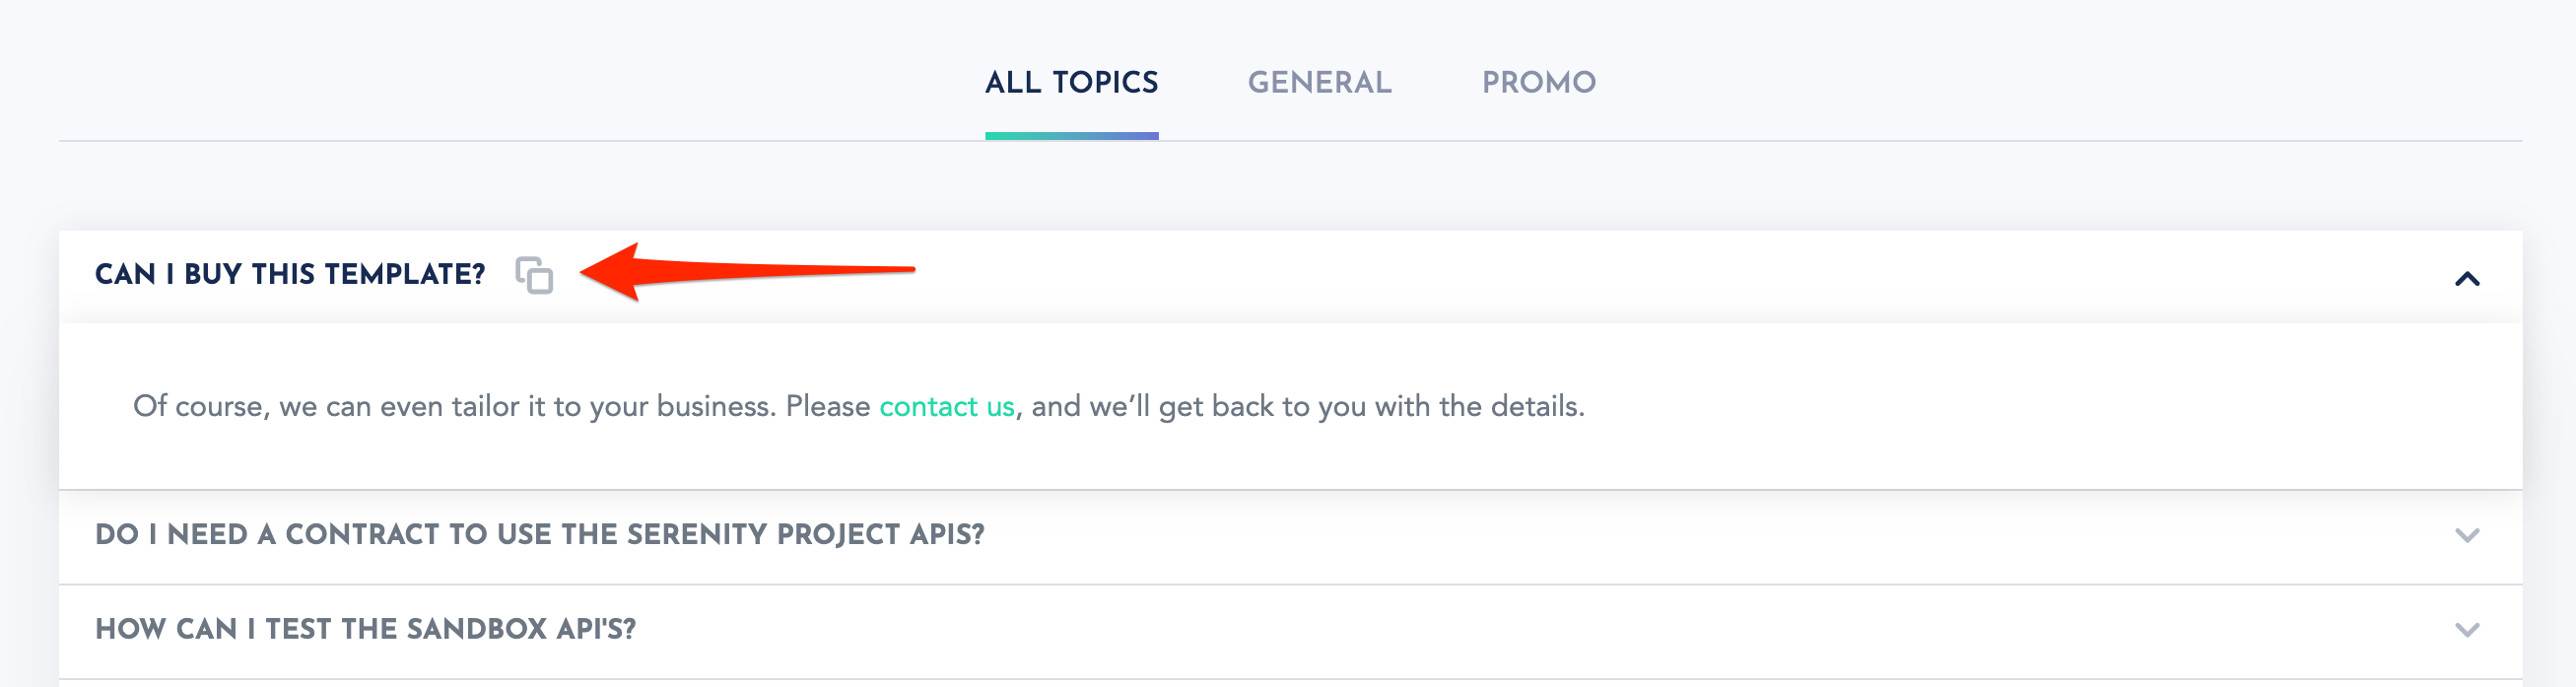 ALL TOPICS GENERAL PROMO
CAN I BUY THIS TEMPLATE?
Of course, we can even tailor it to your business. Please contact us, and we’ll get back to you with the details.
DO I NEED A CONTRACT TO USE THE SERENITY PROJECT APIS?
HOW CAN I TEST THE SANDBOX API'S?